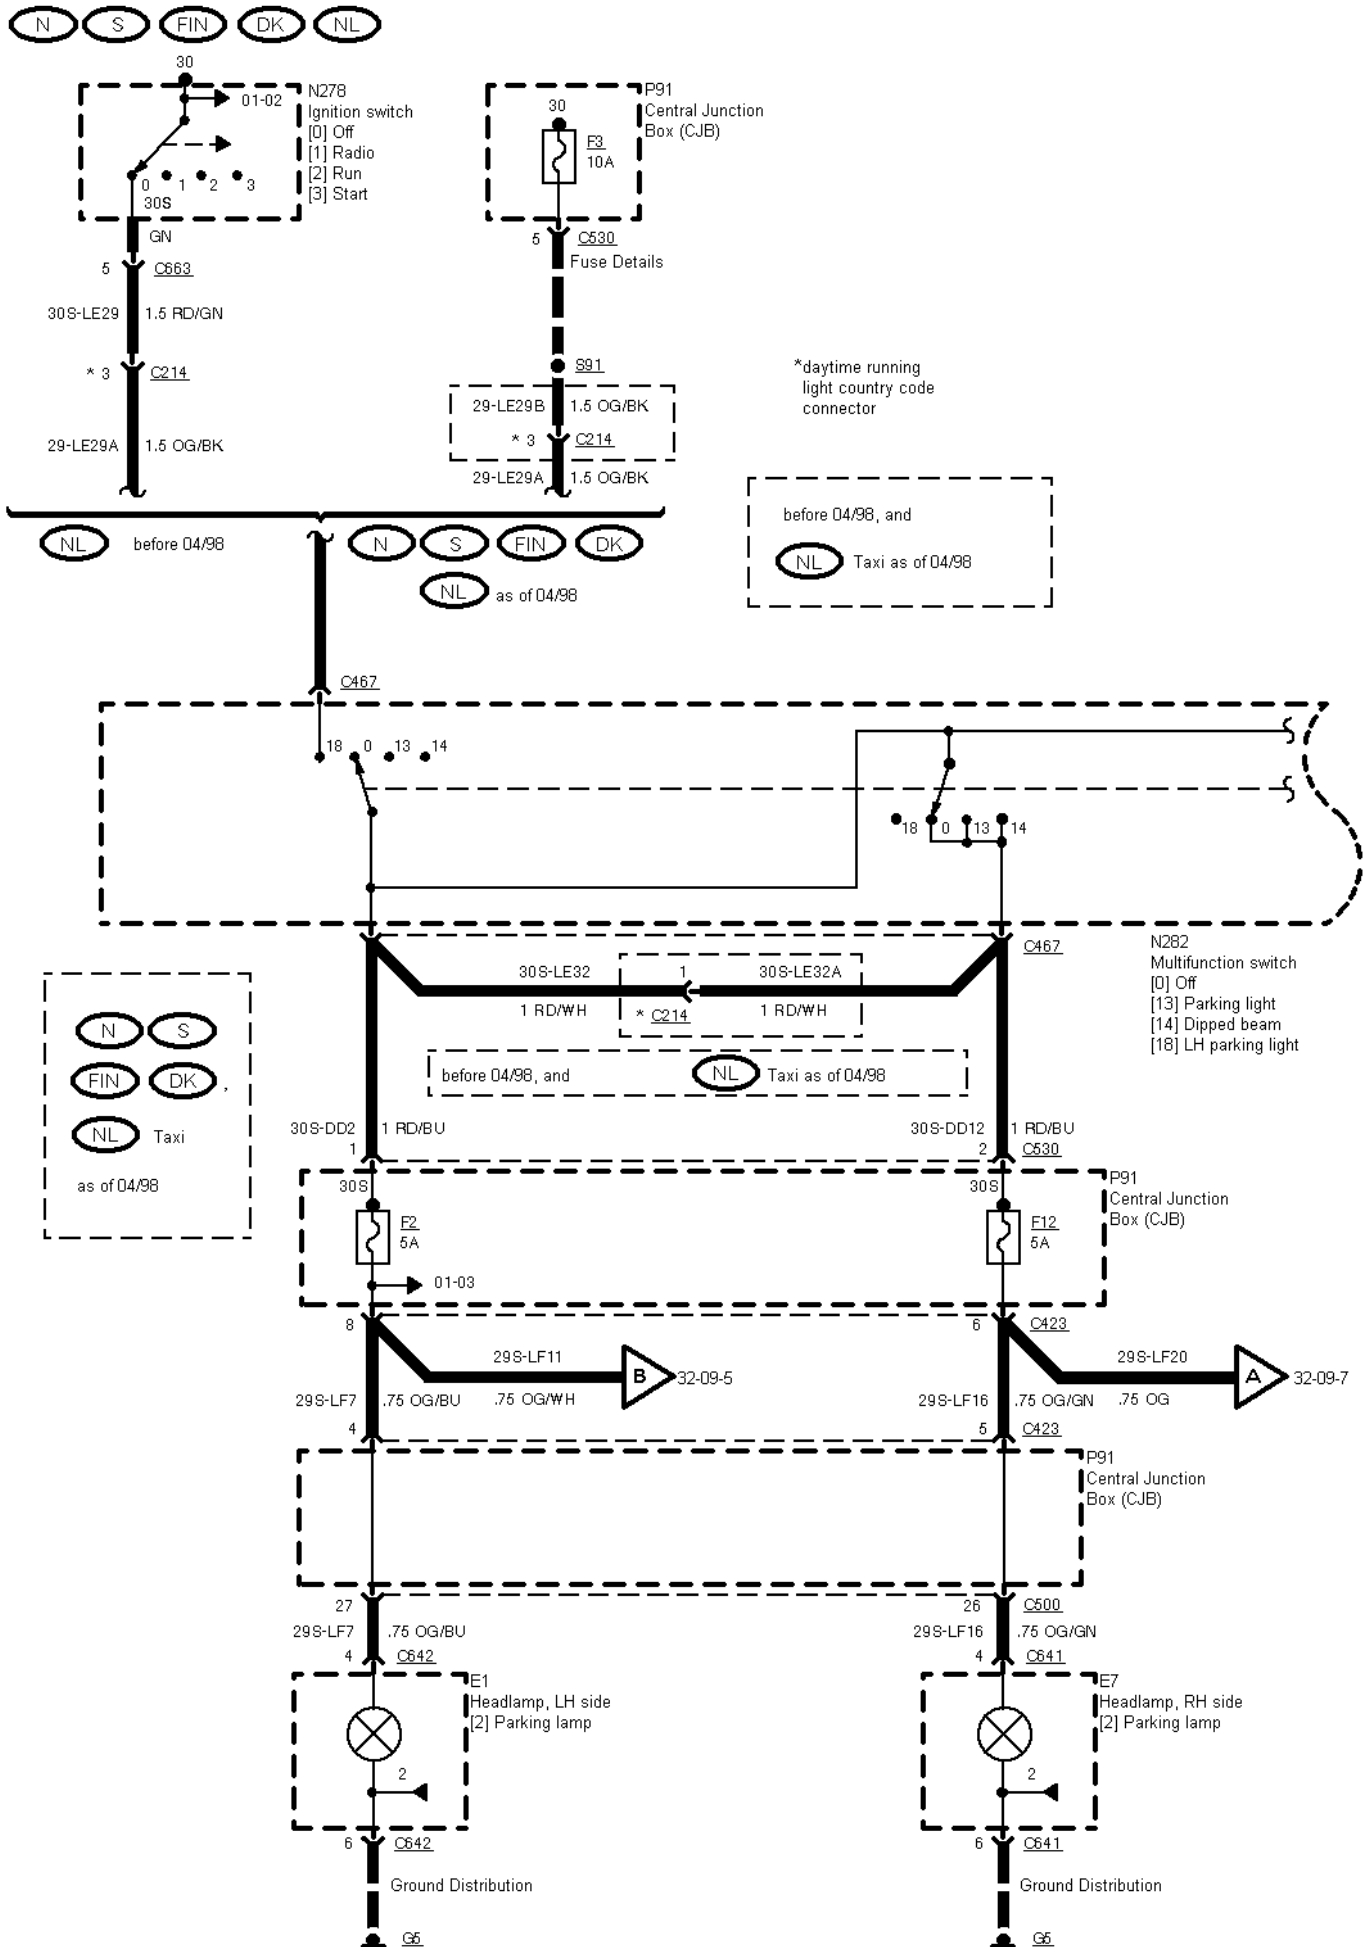 N S FIN DK NL
30
01-02
0 1 2 3
30S
N278
Ignition switch
[0] Off
[1] Radio
[2] Run
[3] Start
GN
5 C663
30S-LE29 1.5 RD/GN
* 3 C214
29-LE29A 1.5 OG/BK
30
F3
10A
P91
Central Junction
Box (CJB)
5 C530
Fuse Details
S91
29-LE29B 1.5 OG/BK
* 3 C214
29-LE29A 1.5 OG/BK
*daytime running
light country code
connector
NL before 04/98
N S FIN DK
NL as of 04/98
before 04/98, and
NL Taxi as of 04/98
C467
18 0 13 14
18 0 13 14
C467
N282
Multifunction switch
[0] Off
[13] Parking light
[14] Dipped beam
[18] LH parking light
30S-LE32 1 30S-LE32A
1 RD/WH * C214 1 RD/WH
before 04/98, and NL Taxi as of 04/98
N S
FIN DK ,
NL Taxi
as of 04/98
30S-DD2 1 RD/BU
1
30S-DD12 1 RD/BU
2 C530
30S
F2
5A
01-03
30S
F12
5A
P91
Central Junction
Box (CJB)
8
6 C423
29S-LF11
B 32-09-5
29S-LF7 .75 OG/BU .75 OG/WH
4
29S-LF20
A 32-09-7
29S-LF16 .75 OG/GN .75 OG
5 C423
P91
Central Junction
Box (CJB)
27
26 C500
29S-LF7 .75 OG/BU
4 C642
29S-LF16 .75 OG/GN
4 C641
E1
Headlamp, LH side
[2] Parking lamp
2
E7
Headlamp, RH side
[2] Parking lamp
2
6 C642
6 C641
Ground Distribution
Ground Distribution
G5
G5